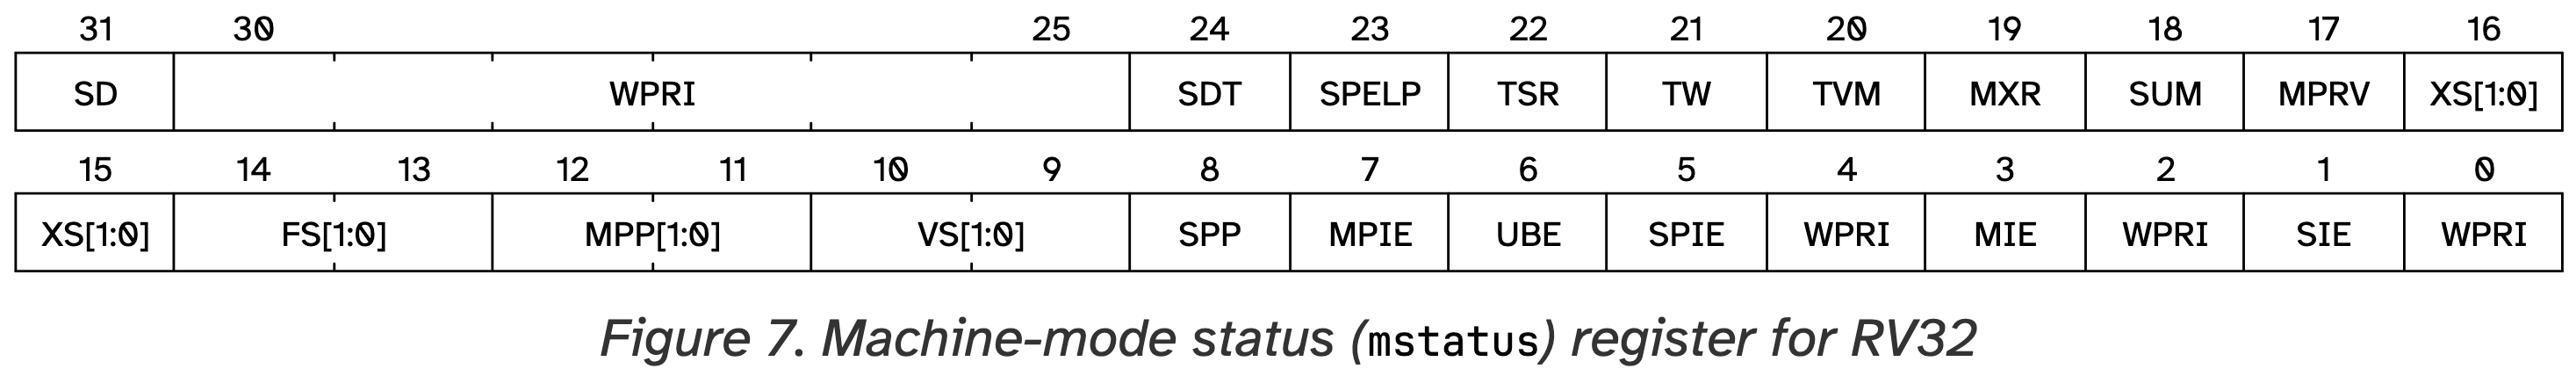 31 30 25 24 23 22 21 20 19 18 17 16
SD WPRI SDT SPELP TSR TW TVM MXR SUM MPRV XS[1:0]
15 14 13 12 11 10 9 8 7 6 5 4 3 2 1 0
XS[1:0] FS[1:0] MPP[1:0] VS[1:0] SPP MPIE UBE SPIE WPRI MIE WPRI SIE WPRI
Figure 7. Machine-mode status (mstatus) register for RV32